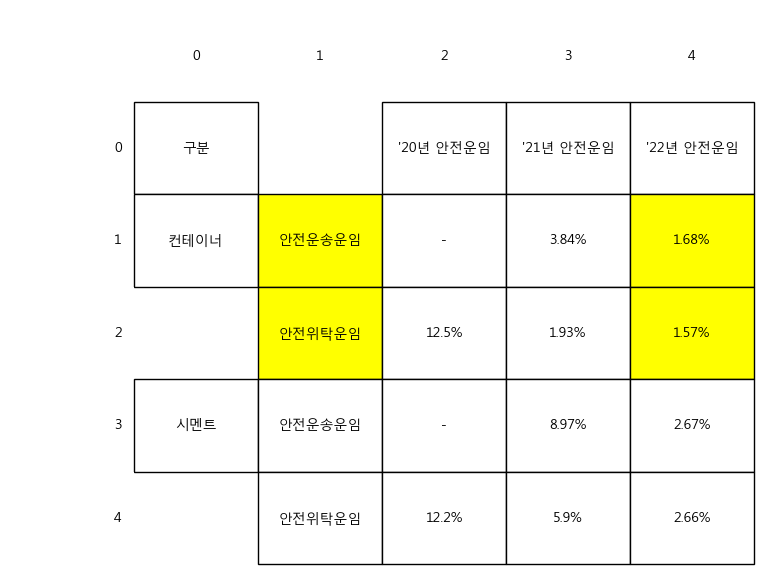 0 1 2 3 4
0 구분 '20년 안전운임 '21년 안전운임 '22년 안전운임
1 컨테이너 안전운송운임 - 3.84% 1.68%
2 안전위탁운임 12.5% 1.93% 1.57%
3 시멘트 안전운송운임 - 8.97% 2.67%
4 안전위탁운임 12.2% 5.9% 2.66%